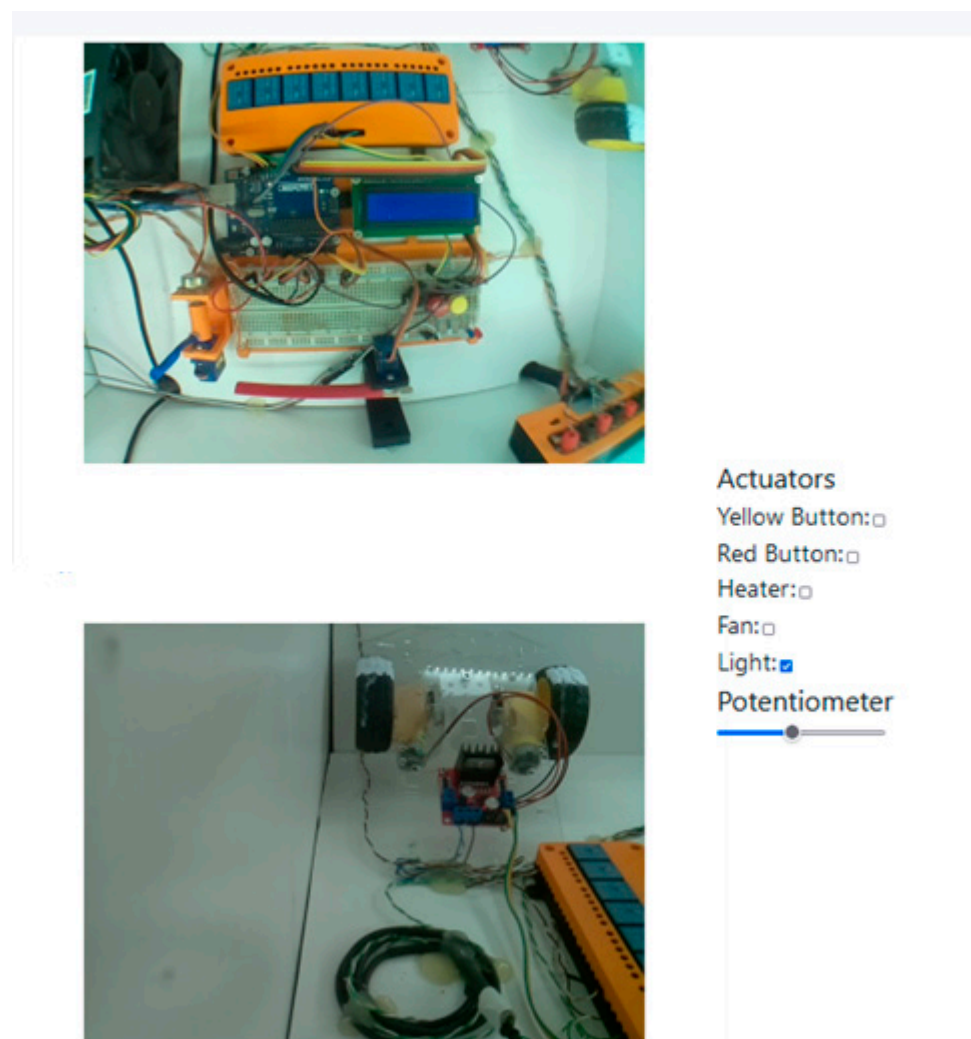 Actuators
Yellow Button:
Red Button:
Heater:
Fan:
Light:
Potentiometer